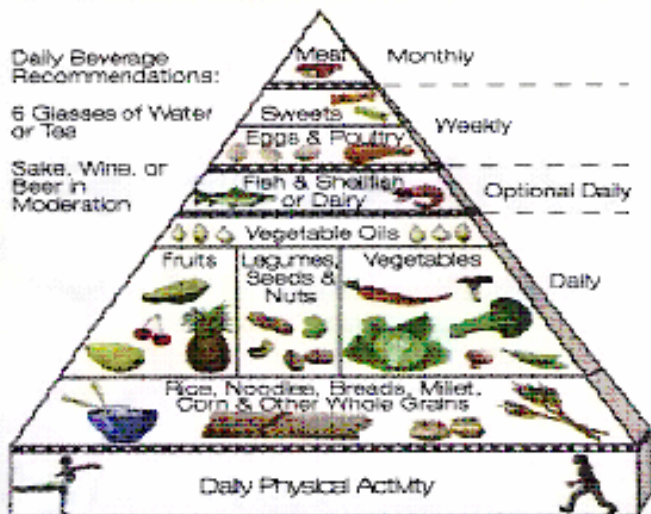 Daily Beverage
Recommendations:
6 Glasses of Water
or Tea
Sake, Wine, or
Beer in
Moderation
Meat
Monthly
Sweets
Eggs & Poultry
Weekly
Fish & Shellfish
or Dairy
Optional Daily
Vegetable Oils
Fruits
Legumes,
Seeds &
Nuts
Vegetables
Daily
Rice, Noodles, Breads, Millet,
Corn & Other Whole Grains
Daily Physical Activity